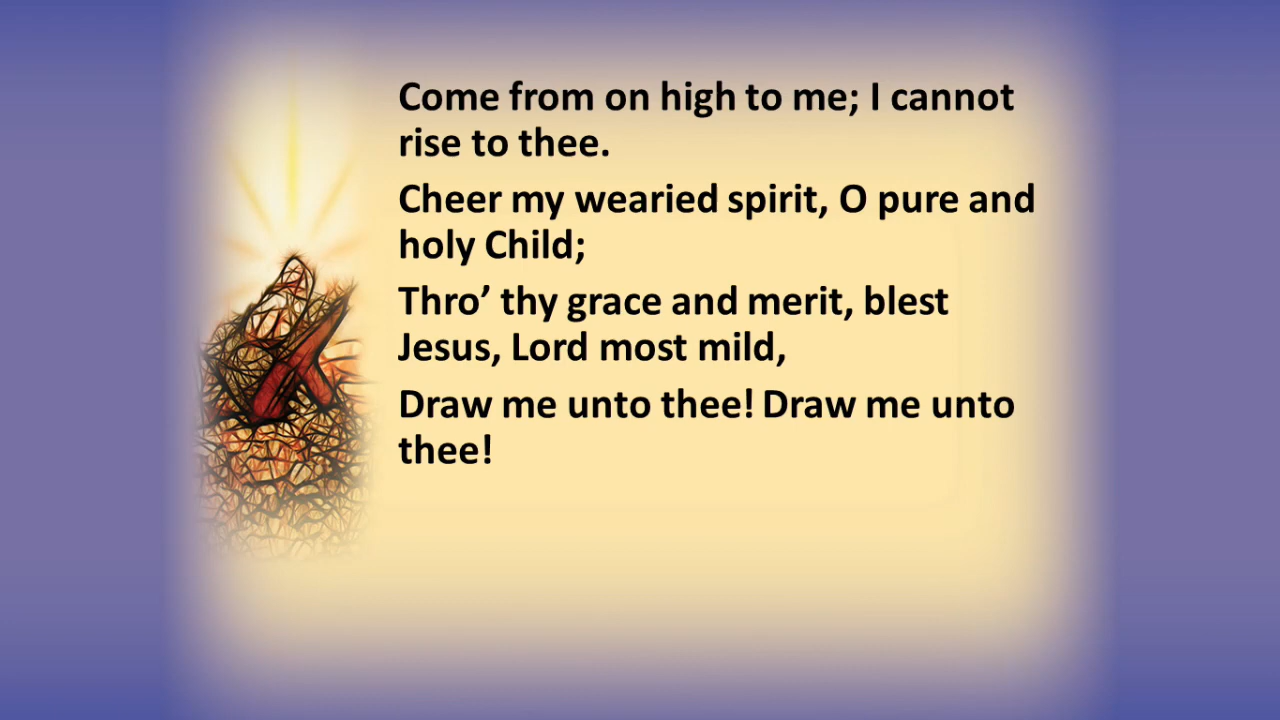 Come from on high to me; I cannot
rise to thee.
Cheer my wearied spirit, O pure and
holy Child;
Thro’ thy grace and merit, blest
Jesus, Lord most mild,
Draw me unto thee! Draw me unto
thee!